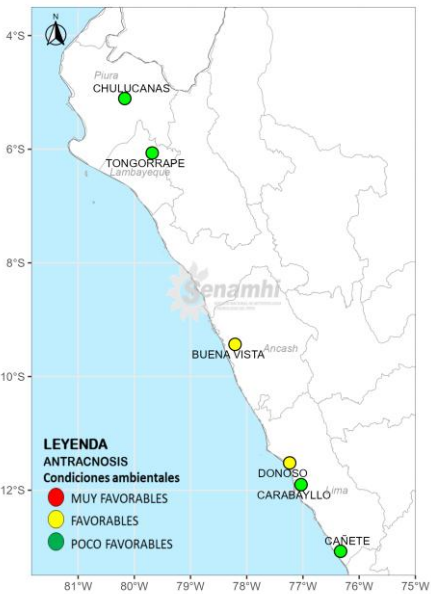 4°S
N
Piura
CHULUCANAS
6°S
TONGORRAPE
Lambayeque
8°S
Senamhi
BUENA VISTA
Ancash
10°S
LEYENDA
ANTRACNOSIS
Condiciones ambientales
MUY FAVORABLES
FAVORABLES
POCO FAVORABLES
DONOSO
CARABAYLLO
Lima
12°S
CAÑETE
81°W 80°W 79°W 78°W 77°W 76°W 75°W